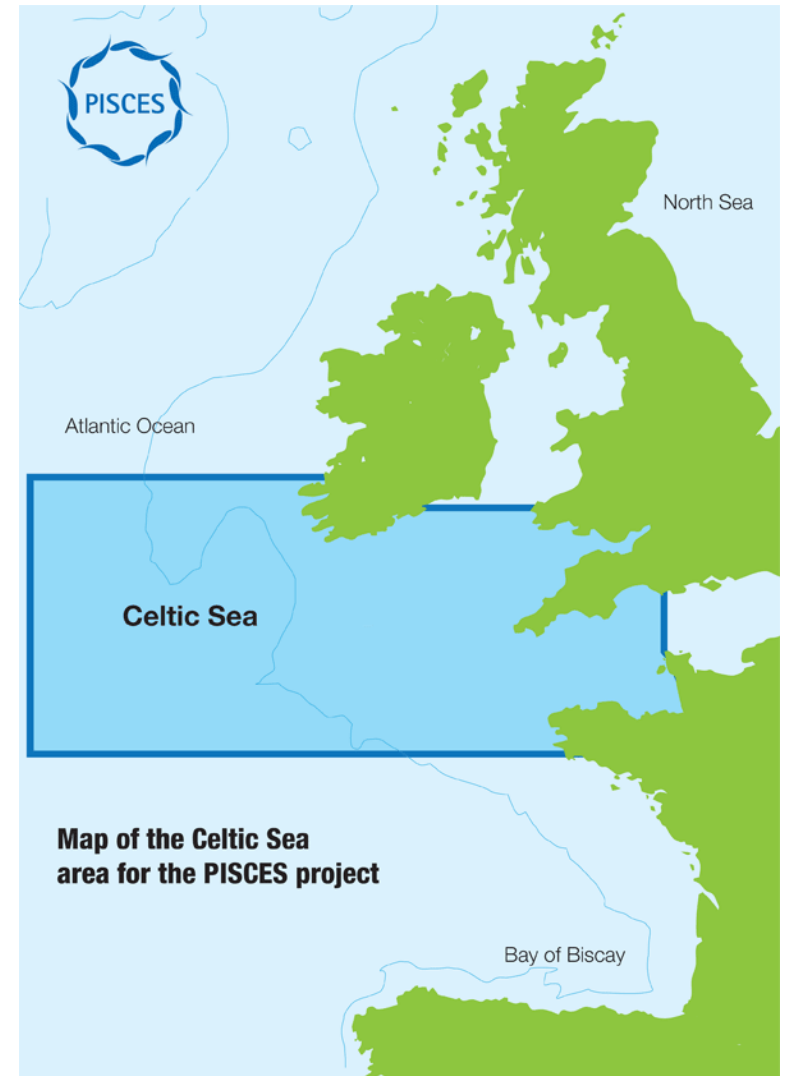 PISCES
North Sea
Atlantic Ocean
Celtic Sea
Map of the Celtic Sea
area for the PISCES project
Bay of Biscay